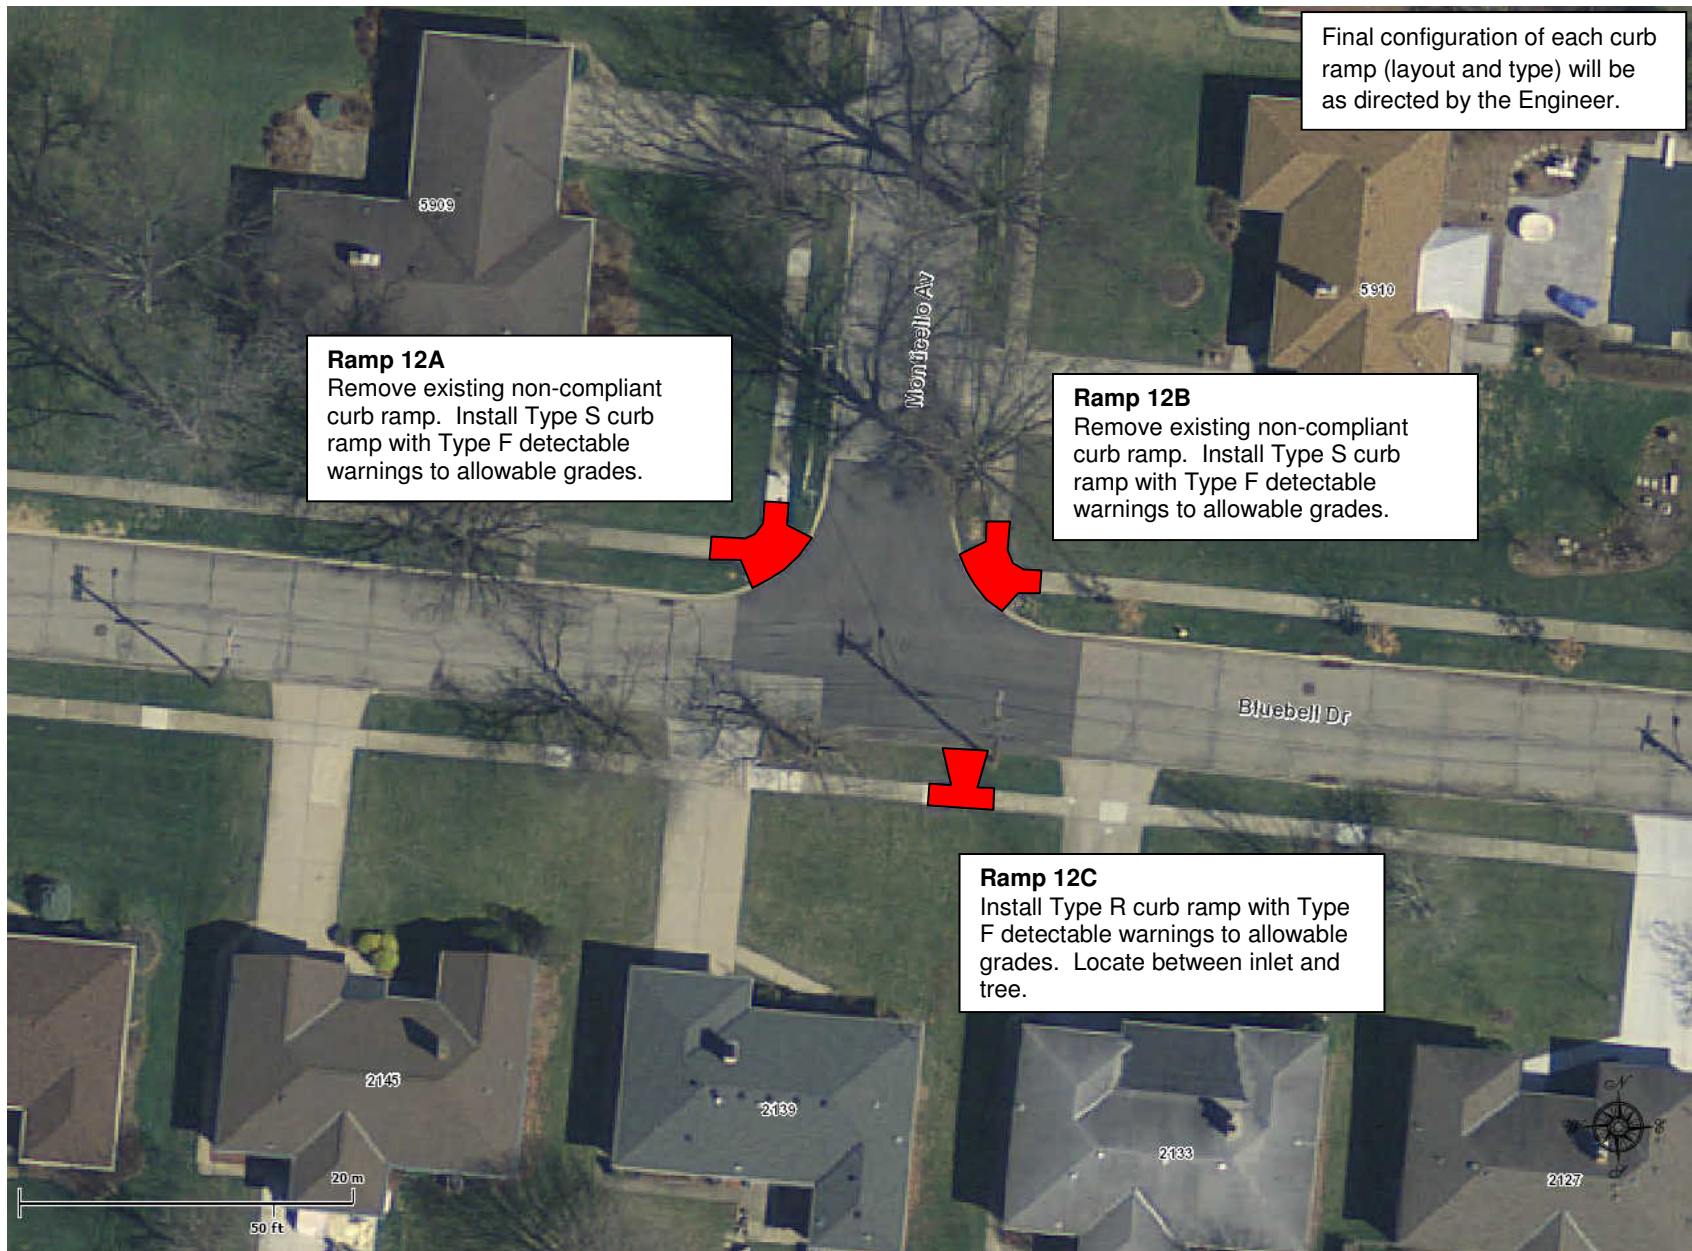 Final configuration of each curb
ramp (layout and type) will be
as directed by the Engineer.
5909
5910
Monticello Av
Ramp 12A
Remove existing non-compliant
curb ramp. Install Type S curb
ramp with Type F detectable
warnings to allowable grades.
Ramp 12B
Remove existing non-compliant
curb ramp. Install Type S curb
ramp with Type F detectable
warnings to allowable grades.
Bluebell Dr
Ramp 12C
Install Type R curb ramp with Type
F detectable warnings to allowable
grades. Locate between inlet and
tree.
2145
2139
2133
2127
N
20 m
50 ft